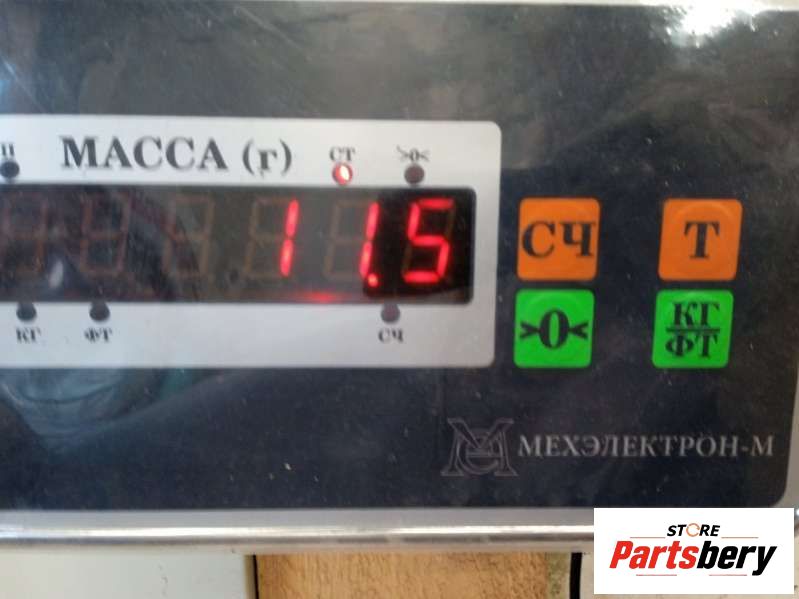 П
МАССА (г)
СТ
>0<
11.5
СЧ
Т
КГ
ФТ
СЧ
>0<
КГ
ФТ
МЕХЭЛЕКТРОН-М
STORE
Partsbery